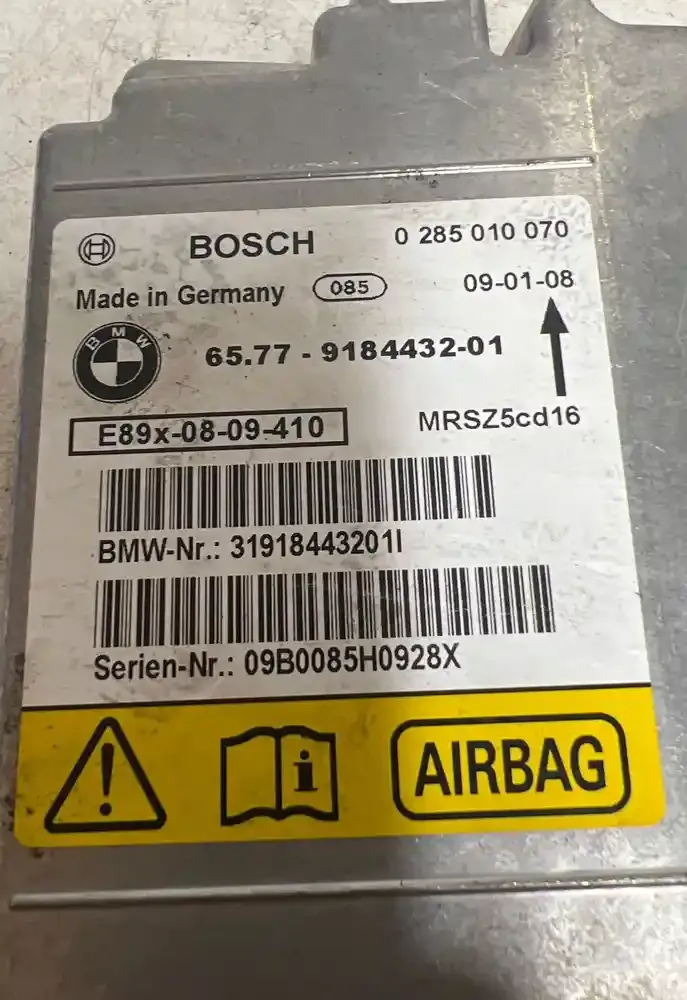 BOSCH 0 285 010 070
Made in Germany 085 09-01-08
BMW 65.77 - 9184432-01
E89x-08-09-410 MRSZ5cd16
BMW-Nr.: 31918443201I
Serien-Nr.: 09B0085H0928X
! i AIRBAG